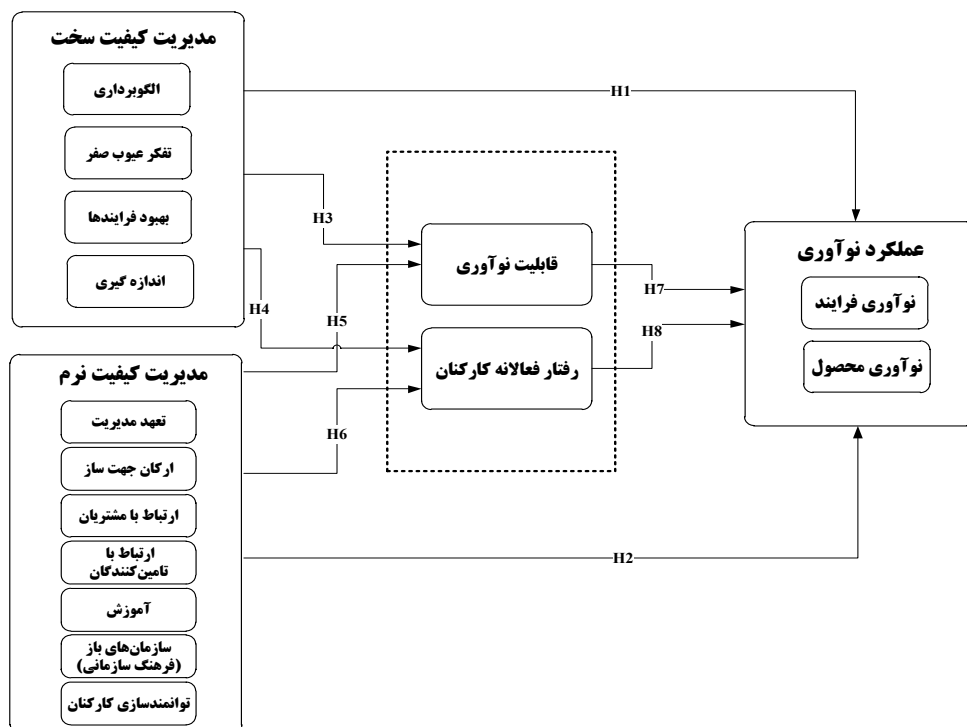 مدیریت کیفیت سخت
الگوبرداری
تفکر عیوب صفر
بهبود فرایندها
اندازه گیری
مدیریت کیفیت نرم
تعهد مدیریت
ارکان جهت ساز
ارتباط با مشتریان
ارتباط با
تامین‌کنندگان
آموزش
سازمان‌های باز
(فرهنگ سازمانی)
توانمندسازی کارکنان
H1
H3
H4
H5
H6
H2
قابلیت نوآوری
رفتار فعالانه کارکنان
H7
H8
عملکرد نوآوری
نوآوری فرایند
نوآوری محصول